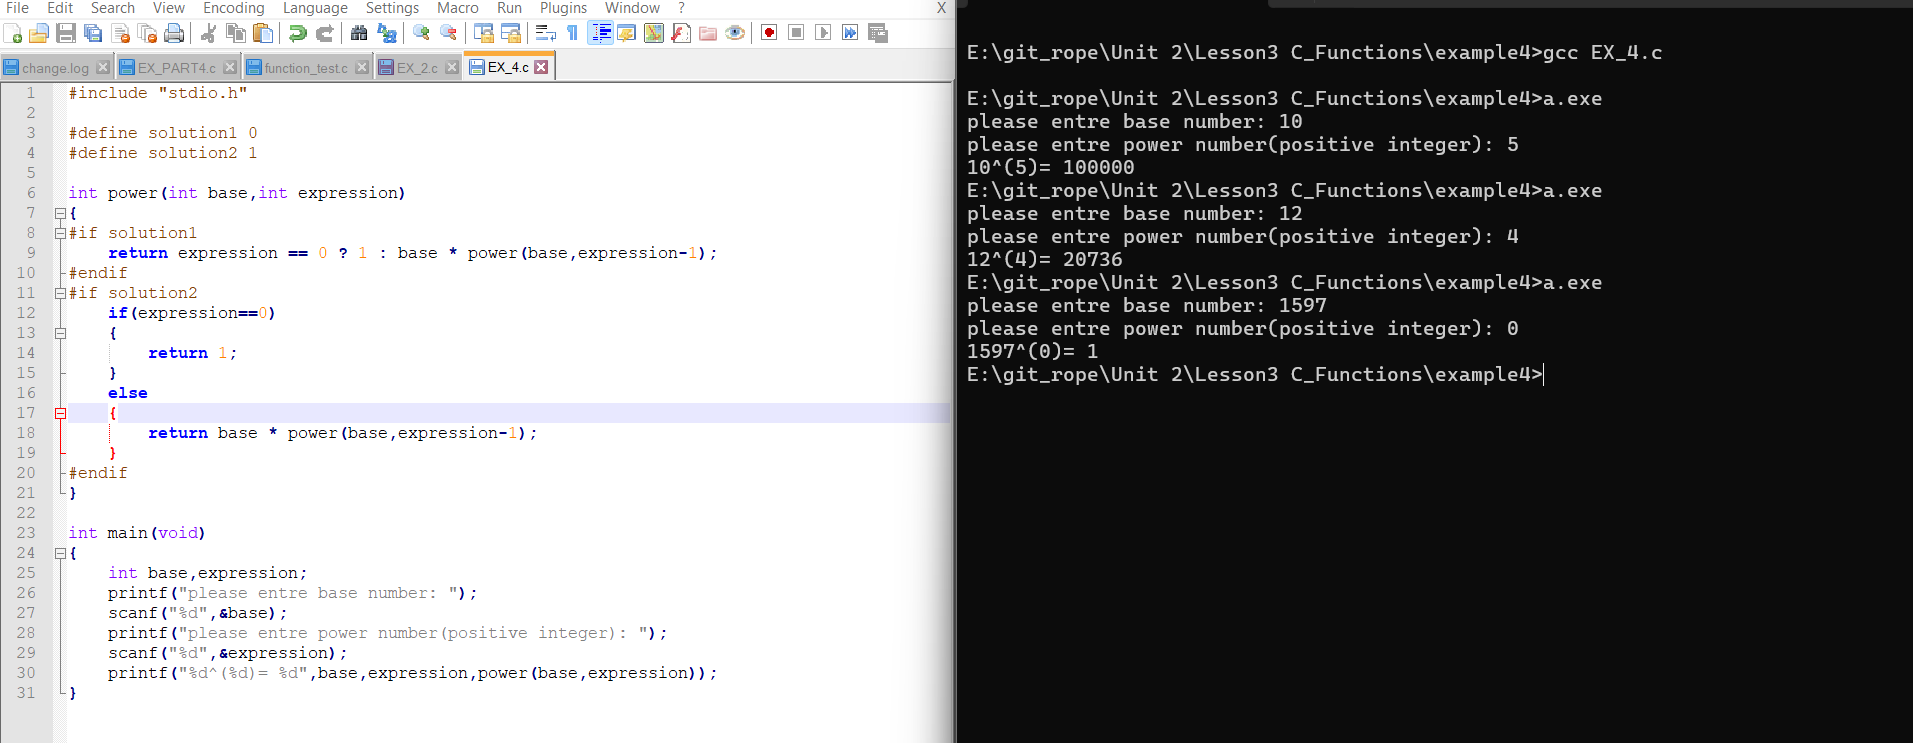 File Edit Search View Encoding Language Settings Macro Run Plugins Window ? X
change.log EX_PART4.c function_test.c EX_2.c EX_4.c
1 #include "stdio.h"
2
3 #define solution1 0
4 #define solution2 1
5
6 int power(int base,int expression)
7 {
8 #if solution1
9 return expression == 0 ? 1 : base * power(base,expression-1);
10 #endif
11 #if solution2
12 if(expression==0)
13 {
14 return 1;
15 }
16 else
17 {
18 return base * power(base,expression-1);
19 }
20 #endif
21 }
22
23 int main(void)
24 {
25 int base,expression;
26 printf("please entre base number: ");
27 scanf("%d",&base);
28 printf("please entre power number(positive integer): ");
29 scanf("%d",&expression);
30 printf("%d^(%d)= %d",base,expression,power(base,expression));
31 }
E:\git_rope\Unit 2\Lesson3 C_Functions\example4>gcc EX_4.c
E:\git_rope\Unit 2\Lesson3 C_Functions\example4>a.exe
please entre base number: 10
please entre power number(positive integer): 5
10^(5)= 100000
E:\git_rope\Unit 2\Lesson3 C_Functions\example4>a.exe
please entre base number: 12
please entre power number(positive integer): 4
12^(4)= 20736
E:\git_rope\Unit 2\Lesson3 C_Functions\example4>a.exe
please entre base number: 1597
please entre power number(positive integer): 0
1597^(0)= 1
E:\git_rope\Unit 2\Lesson3 C_Functions\example4>